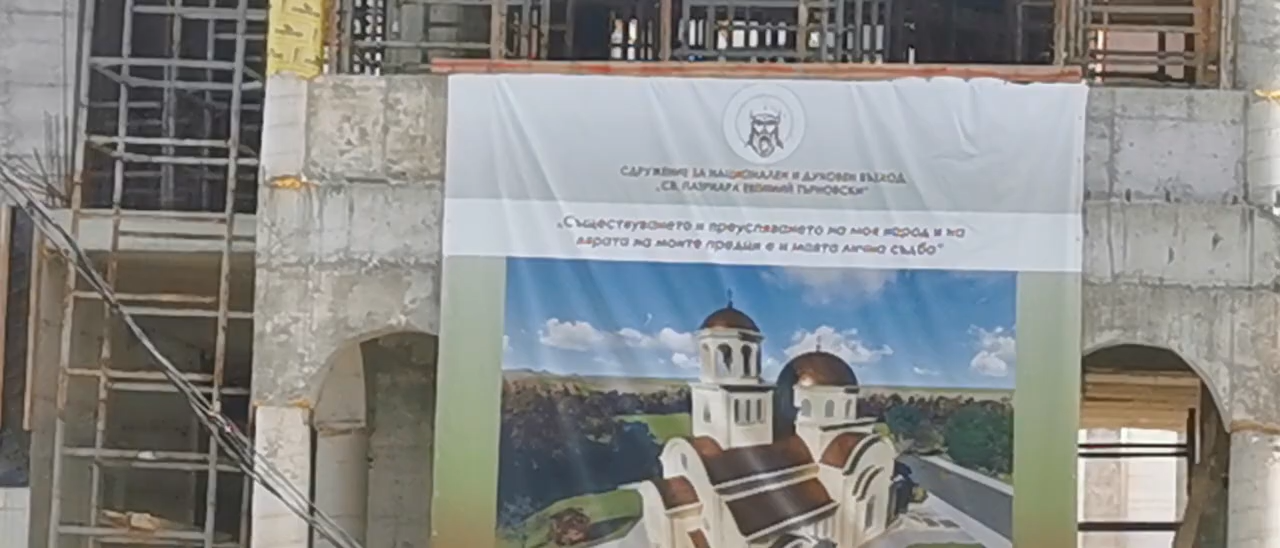 СДРУЖЕНИЕ ЗА НАЦИОНАЛЕН И ДУХОВЕН ВЪЗХОД
„СВ. ПАТРИАРХ ЕВТИМИЙ ТЪРНОВСКИ“
„Съществуването и преуспяването на моя народ и на
вярата на моите предци е и моята лична съдба“